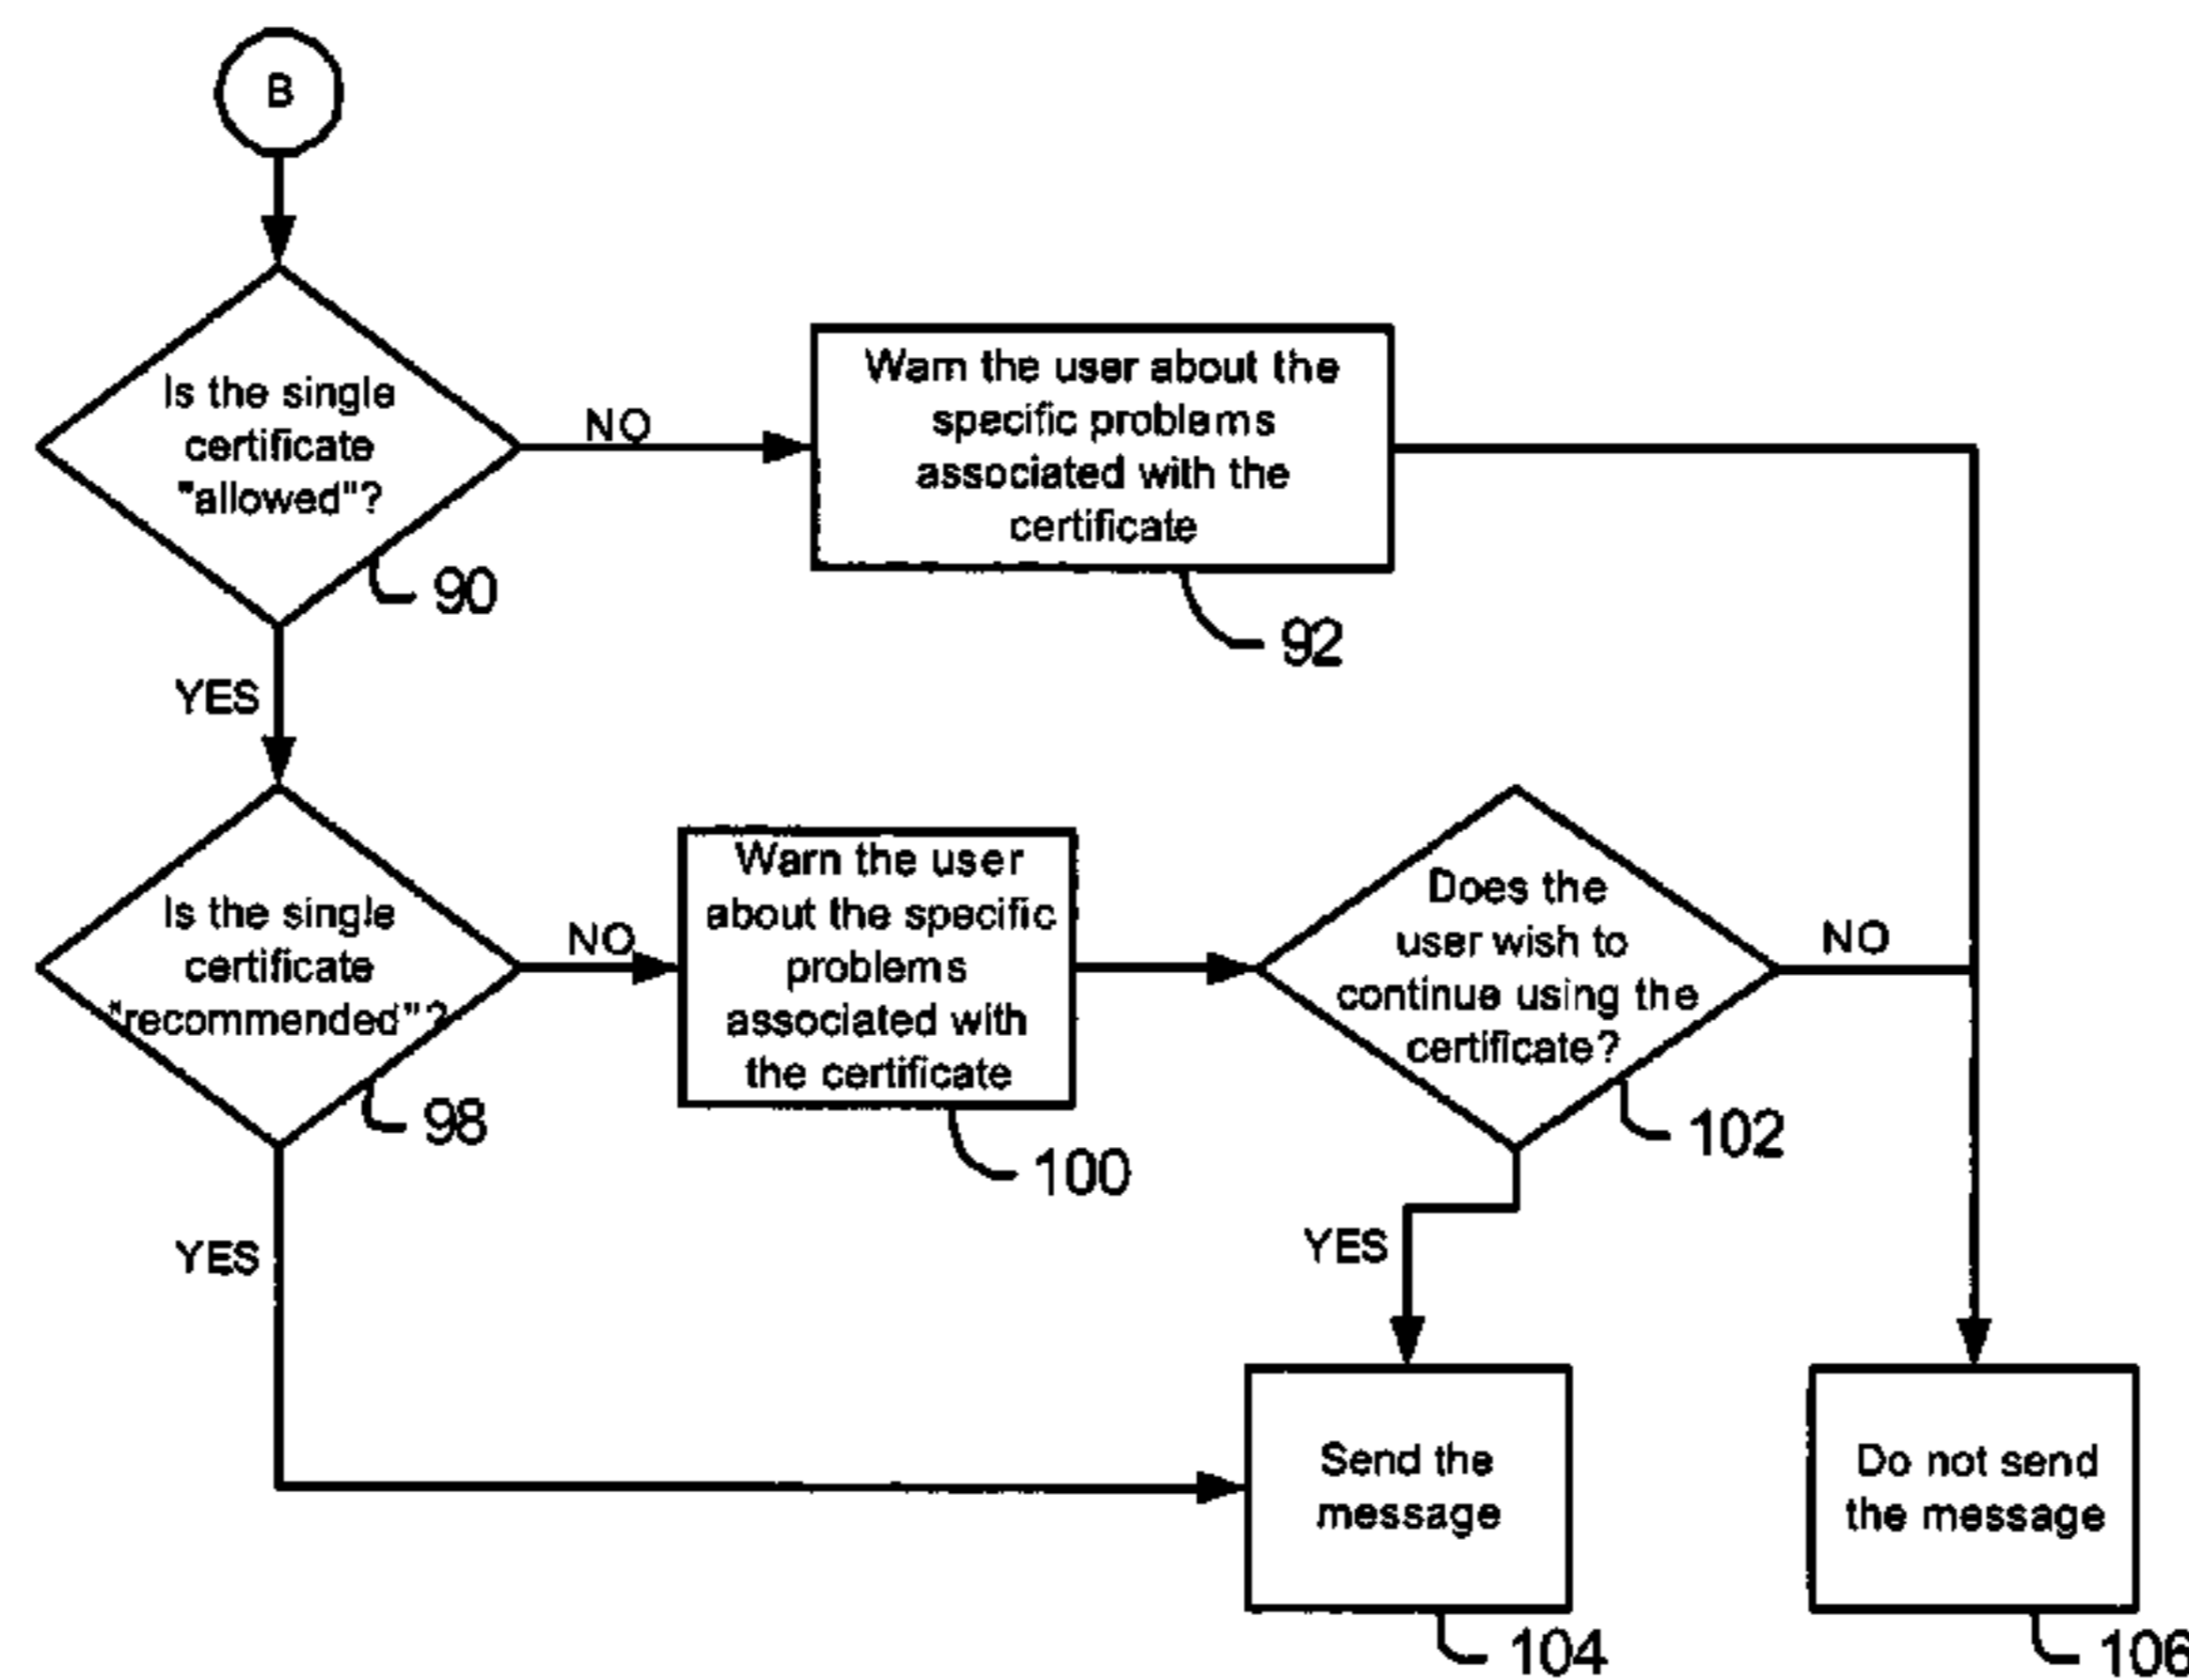 B
Is the single
certificate
"allowed"?
NO
Warn the user about the
specific problems
associated with the
certificate
90
92
YES
Is the single
certificate
"recommended"?
NO
Warn the user
about the specific
problems
associated with
the certificate
Does the
user wish to
continue using the
certificate?
NO
98
100
102
YES
YES
Send the
message
Do not send
the message
104
106